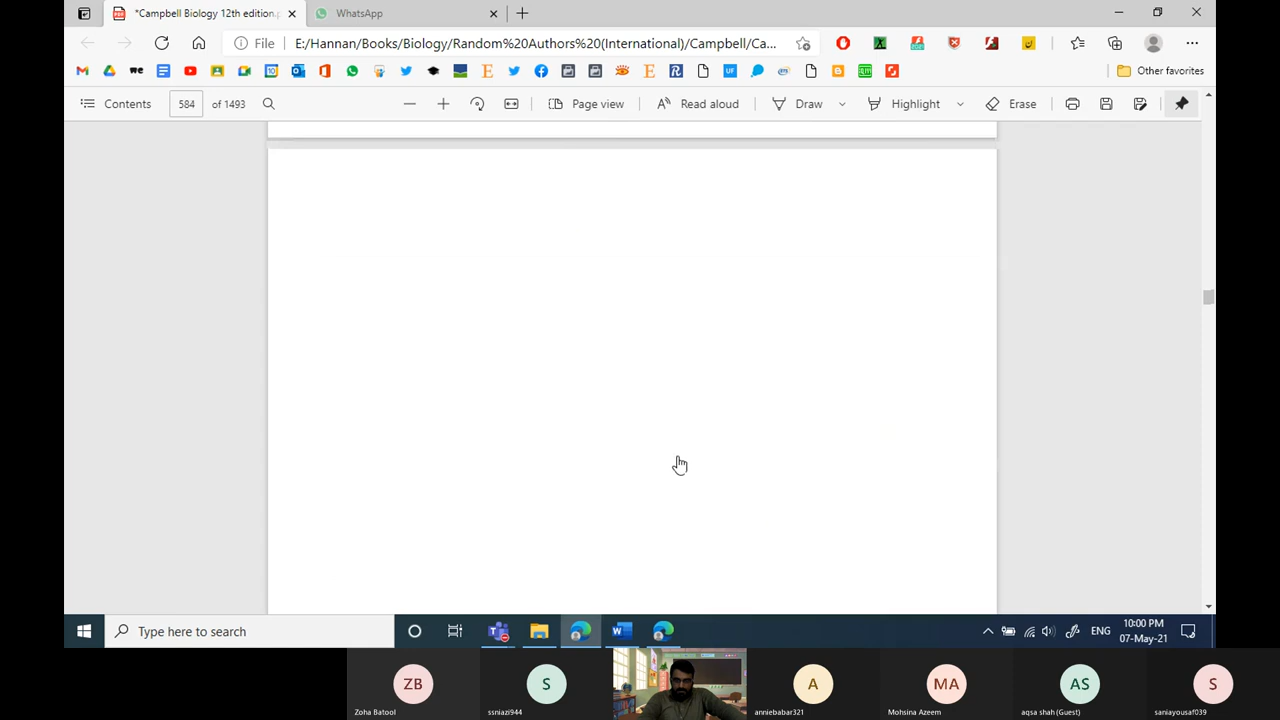 *Campbell Biology 12th edition.p
WhatsApp
File
E:/Hannan/Books/Biology/Random%20Authors%20(International)/Campbell/Ca...
Other favorites
Contents
584
of 1493
Page view
Read aloud
Draw
Highlight
Erase
Type here to search
ENG
10:00 PM
07-May-21
ZB
S
A
MA
AS
S
Zoha Batool
ssniazi944
anniebabar321
Mohsina Azeem
aqsa shah (Guest)
saniayousaf039